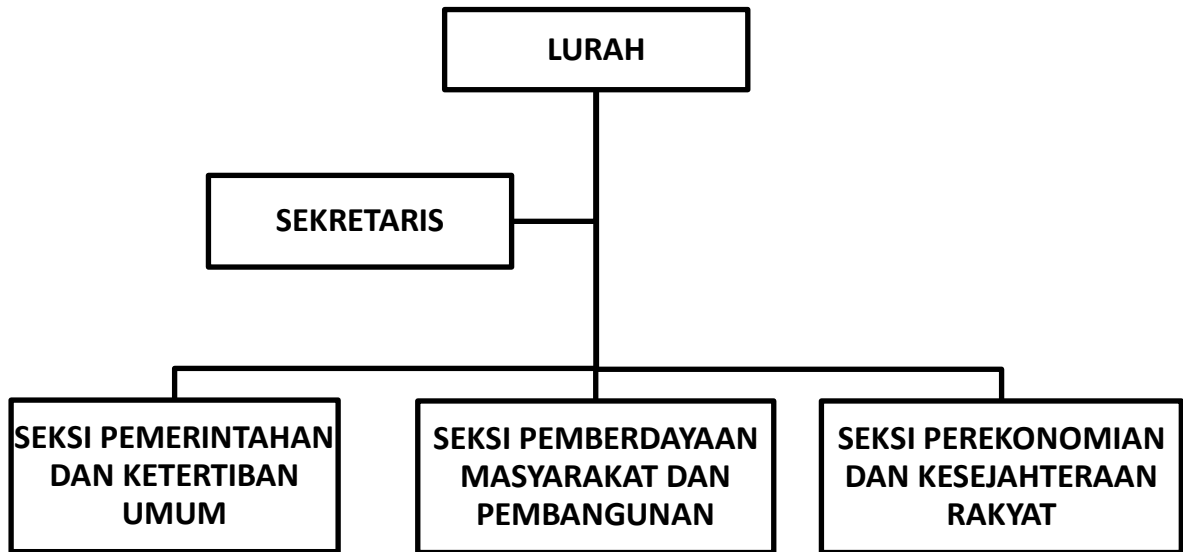 LURAH
SEKRETARIS
SEKSI PEMERINTAHAN
DAN KETERTIBAN
UMUM
SEKSI PEMBERDAYAAN
MASYARAKAT DAN
PEMBANGUNAN
SEKSI PEREKONOMIAN
DAN KESEJAHTERAAN
RAKYAT